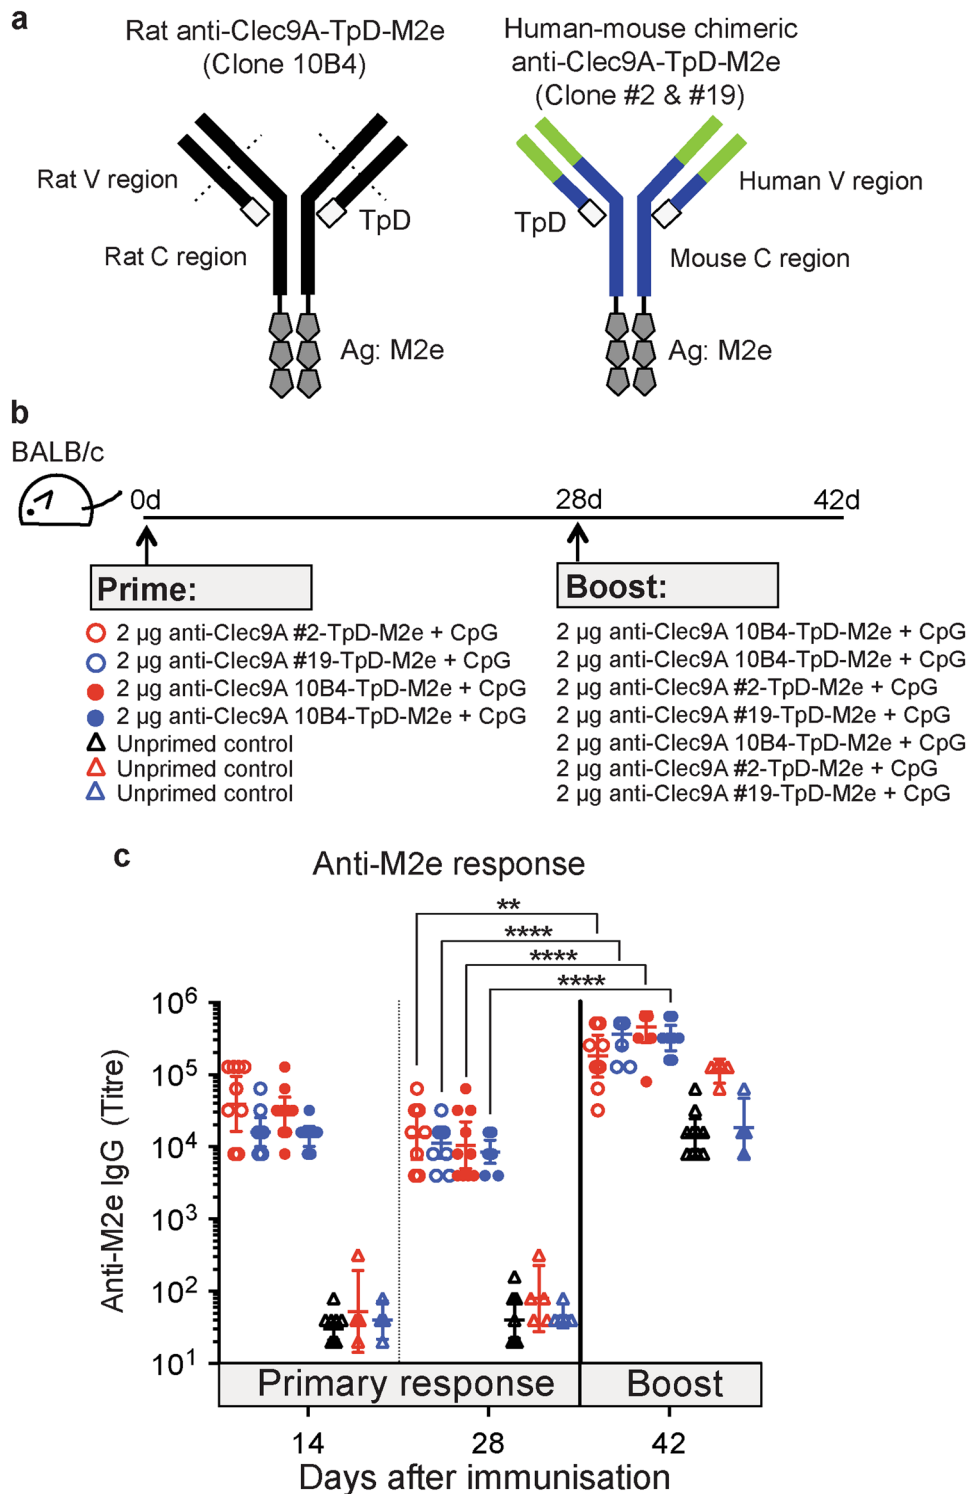 a
Rat anti-Clec9A-TpD-M2e
(Clone 10B4)
Human-mouse chimeric
anti-Clec9A-TpD-M2e
(Clone #2 & #19)
Rat V region
TpD
Rat C region
Ag: M2e
Human V region
TpD
Mouse C region
Ag: M2e
b
BALB/c
0d
28d
42d
Prime:
2 µg anti-Clec9A #2-TpD-M2e + CpG
2 µg anti-Clec9A #19-TpD-M2e + CpG
2 µg anti-Clec9A 10B4-TpD-M2e + CpG
2 µg anti-Clec9A 10B4-TpD-M2e + CpG
Unprimed control
Unprimed control
Unprimed control
Boost:
2 µg anti-Clec9A 10B4-TpD-M2e + CpG
2 µg anti-Clec9A 10B4-TpD-M2e + CpG
2 µg anti-Clec9A #2-TpD-M2e + CpG
2 µg anti-Clec9A #19-TpD-M2e + CpG
2 µg anti-Clec9A 10B4-TpD-M2e + CpG
2 µg anti-Clec9A #2-TpD-M2e + CpG
2 µg anti-Clec9A #19-TpD-M2e + CpG
c
Anti-M2e response
**
****
****
****
Anti-M2e IgG (Titre)
10⁶
10⁵
10⁴
10³
10²
10¹
Primary response
Boost
14
28
42
Days after immunisation